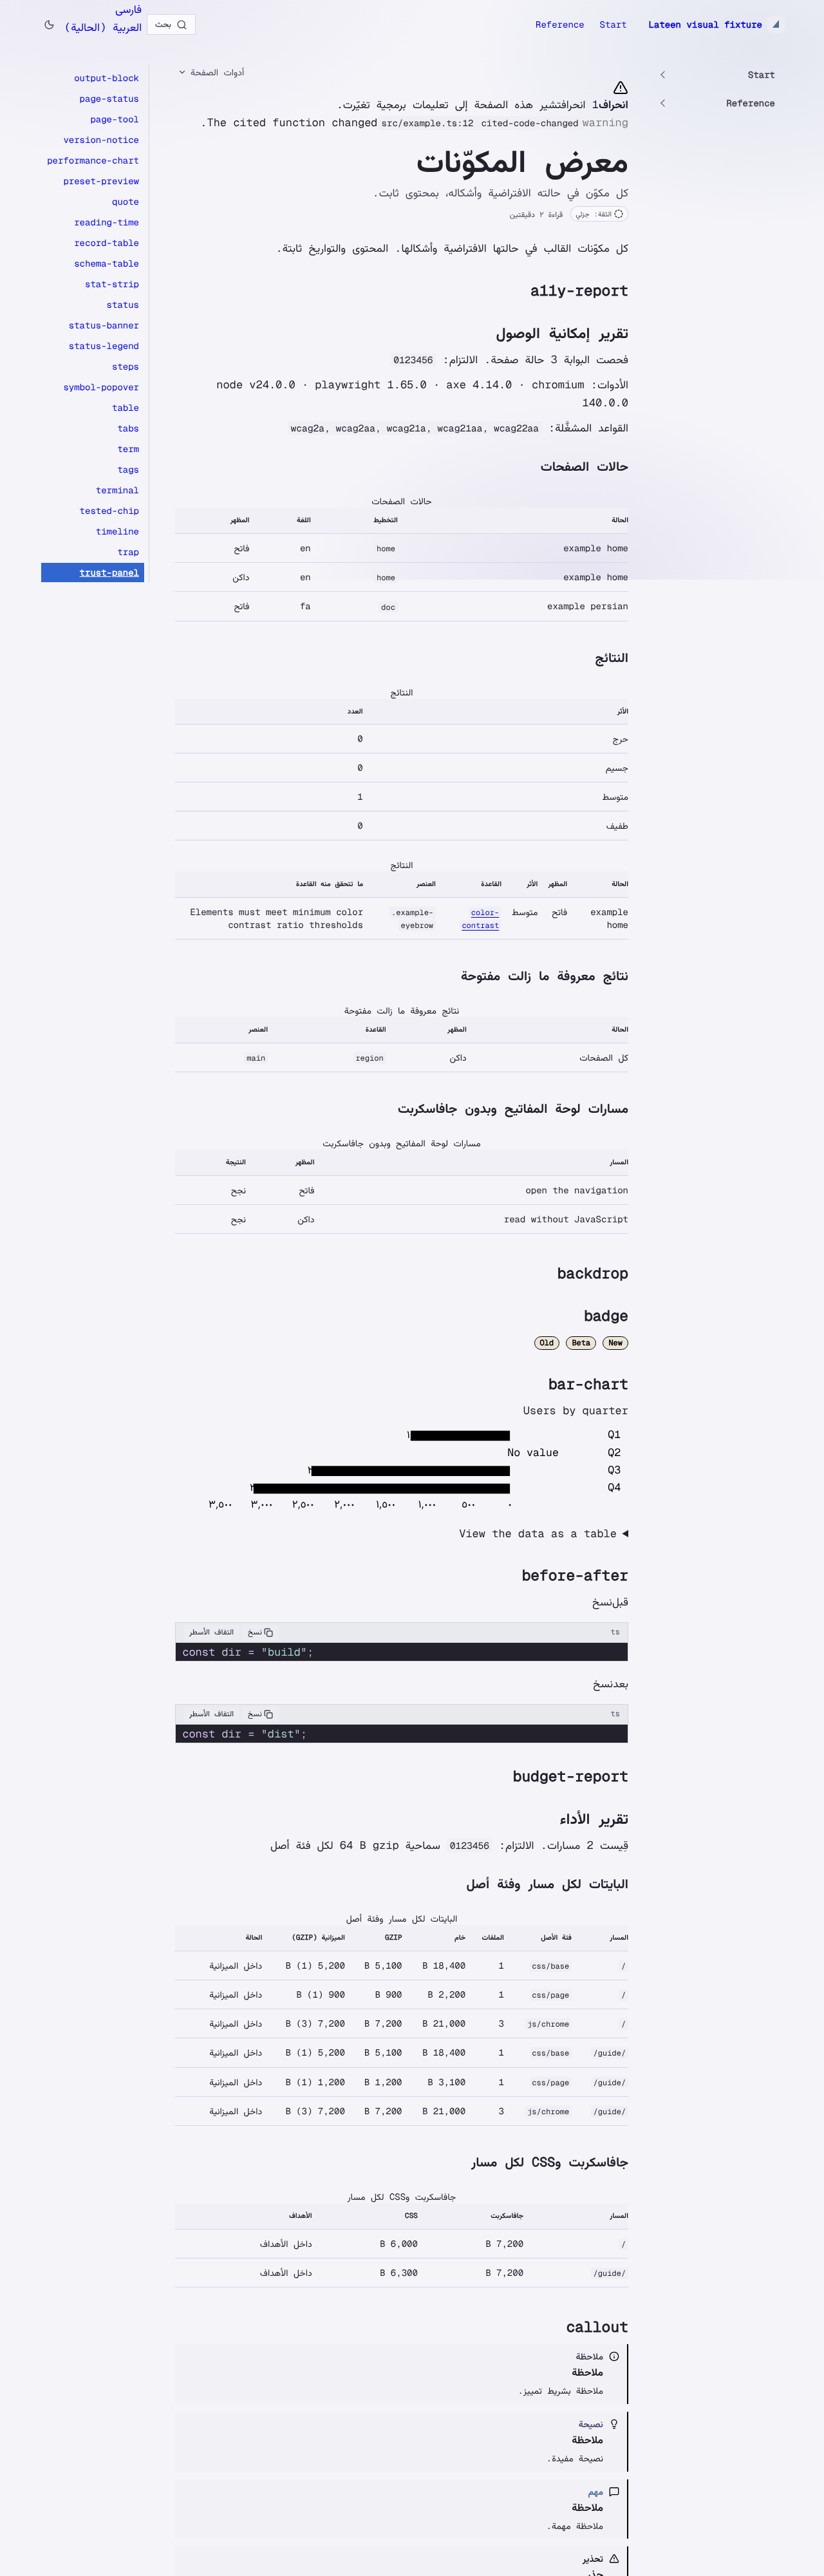 Lateen visual fixture
Start
Reference
بحث
فارسی
العربية (الحالية)
Start
Reference
أدوات الصفحة
انحراف1 انحرافتشير هذه الصفحة إلى تعليمات برمجية تغيّرت.
warning cited-code-changed src/example.ts:12 The cited function changed.
معرض المكوّنات
كل مكوّن في حالته الافتراضية وأشكاله، بمحتوى ثابت.
الثقة: جزئي
قراءة ٢ دقيقتين
كل مكوّنات القالب في حالتها الافتراضية وأشكالها. المحتوى والتواريخ ثابتة.
a11y-report
تقرير إمكانية الوصول
فحصت البوابة 3 حالة صفحة. الالتزام: 0123456
الأدوات: node v24.0.0 · playwright 1.65.0 · axe 4.14.0 · chromium
140.0.0
القواعد المشغَّلة: wcag2a, wcag2aa, wcag21a, wcag21aa, wcag22aa
حالات الصفحات
حالات الصفحات
الحالة التخطيط اللغة المظهر
example home home en فاتح
example home home en داكن
example persian doc fa فاتح
النتائج
النتائج
الأثر العدد
حرج 0
جسيم 0
متوسط 1
طفيف 0
النتائج
الحالة المظهر الأثر القاعدة العنصر ما تتحقق منه القاعدة
example home فاتح متوسط color-contrast .example-eyebrow Elements must meet minimum color contrast ratio thresholds
نتائج معروفة ما زالت مفتوحة
نتائج معروفة ما زالت مفتوحة
الحالة المظهر القاعدة العنصر
كل الصفحات داكن region main
مسارات لوحة المفاتيح وبدون جافاسكربت
مسارات لوحة المفاتيح وبدون جافاسكربت
المسار المظهر النتيجة
open the navigation فاتح نجح
read without JavaScript داكن نجح
backdrop
badge
New Beta Old
bar-chart
Users by quarter
Q1 ١
Q2 No value
Q3 ٢
Q4
٠ ٥٠٠ ١,٠٠٠ ١,٥٠٠ ٢,٠٠٠ ٢,٥٠٠ ٣,٠٠٠ ٣,٥٠٠
View the data as a table
before-after
قبلنسخ
ts نسخ التفاف الأسطر
const dir = "build";
بعدنسخ
ts نسخ التفاف الأسطر
const dir = "dist";
budget-report
تقرير الأداء
قِيست 2 مسارات. الالتزام: 0123456 سماحية 64 B gzip لكل فئة أصل
البايتات لكل مسار وفئة أصل
البايتات لكل مسار وفئة أصل
المسار فئة الأصل الملفات خام GZIP الميزانية (GZIP) الحالة
/ css/base 1 18,400 B 5,100 B 5,200 B (1) داخل الميزانية
/ css/page 1 2,200 B 900 B 900 B (1) داخل الميزانية
/ js/chrome 3 21,000 B 7,200 B 7,200 B (3) داخل الميزانية
/guide/ css/base 1 18,400 B 5,100 B 5,200 B (1) داخل الميزانية
/guide/ css/page 1 3,100 B 1,200 B 1,200 B (1) داخل الميزانية
/guide/ js/chrome 3 21,000 B 7,200 B 7,200 B (3) داخل الميزانية
جافاسكربت وCSS لكل مسار
جافاسكربت وCSS لكل مسار
المسار جافاسكربت CSS الأهداف
/ 7,200 B 6,000 B داخل الأهداف
/guide/ 7,200 B 6,300 B داخل الأهداف
callout
ملاحظة
ملاحظة
ملاحظة بشريط تمييز.
نصيحة
ملاحظة
نصيحة مفيدة.
مهم
ملاحظة
ملاحظة مهمة.
تحذير
output-block
page-status
page-tool
version-notice
performance-chart
preset-preview
quote
reading-time
record-table
schema-table
stat-strip
status
status-banner
status-legend
steps
symbol-popover
table
tabs
term
tags
terminal
tested-chip
timeline
trap
trust-panel